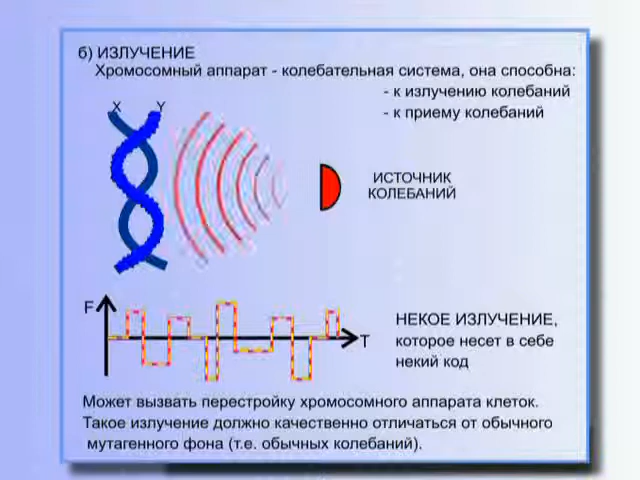 б) ИЗЛУЧЕНИЕ
Хромосомный аппарат - колебательная система, она способна:
- к излучению колебаний
- к приему колебаний
X Y
ИСТОЧНИК
КОЛЕБАНИЙ
F
T
НЕКОЕ ИЗЛУЧЕНИЕ,
которое несет в себе
некий код
Может вызвать перестройку хромосомного аппарата клеток.
Такое излучение должно качественно отличаться от обычного
мутагенного фона (т.е. обычных колебаний).